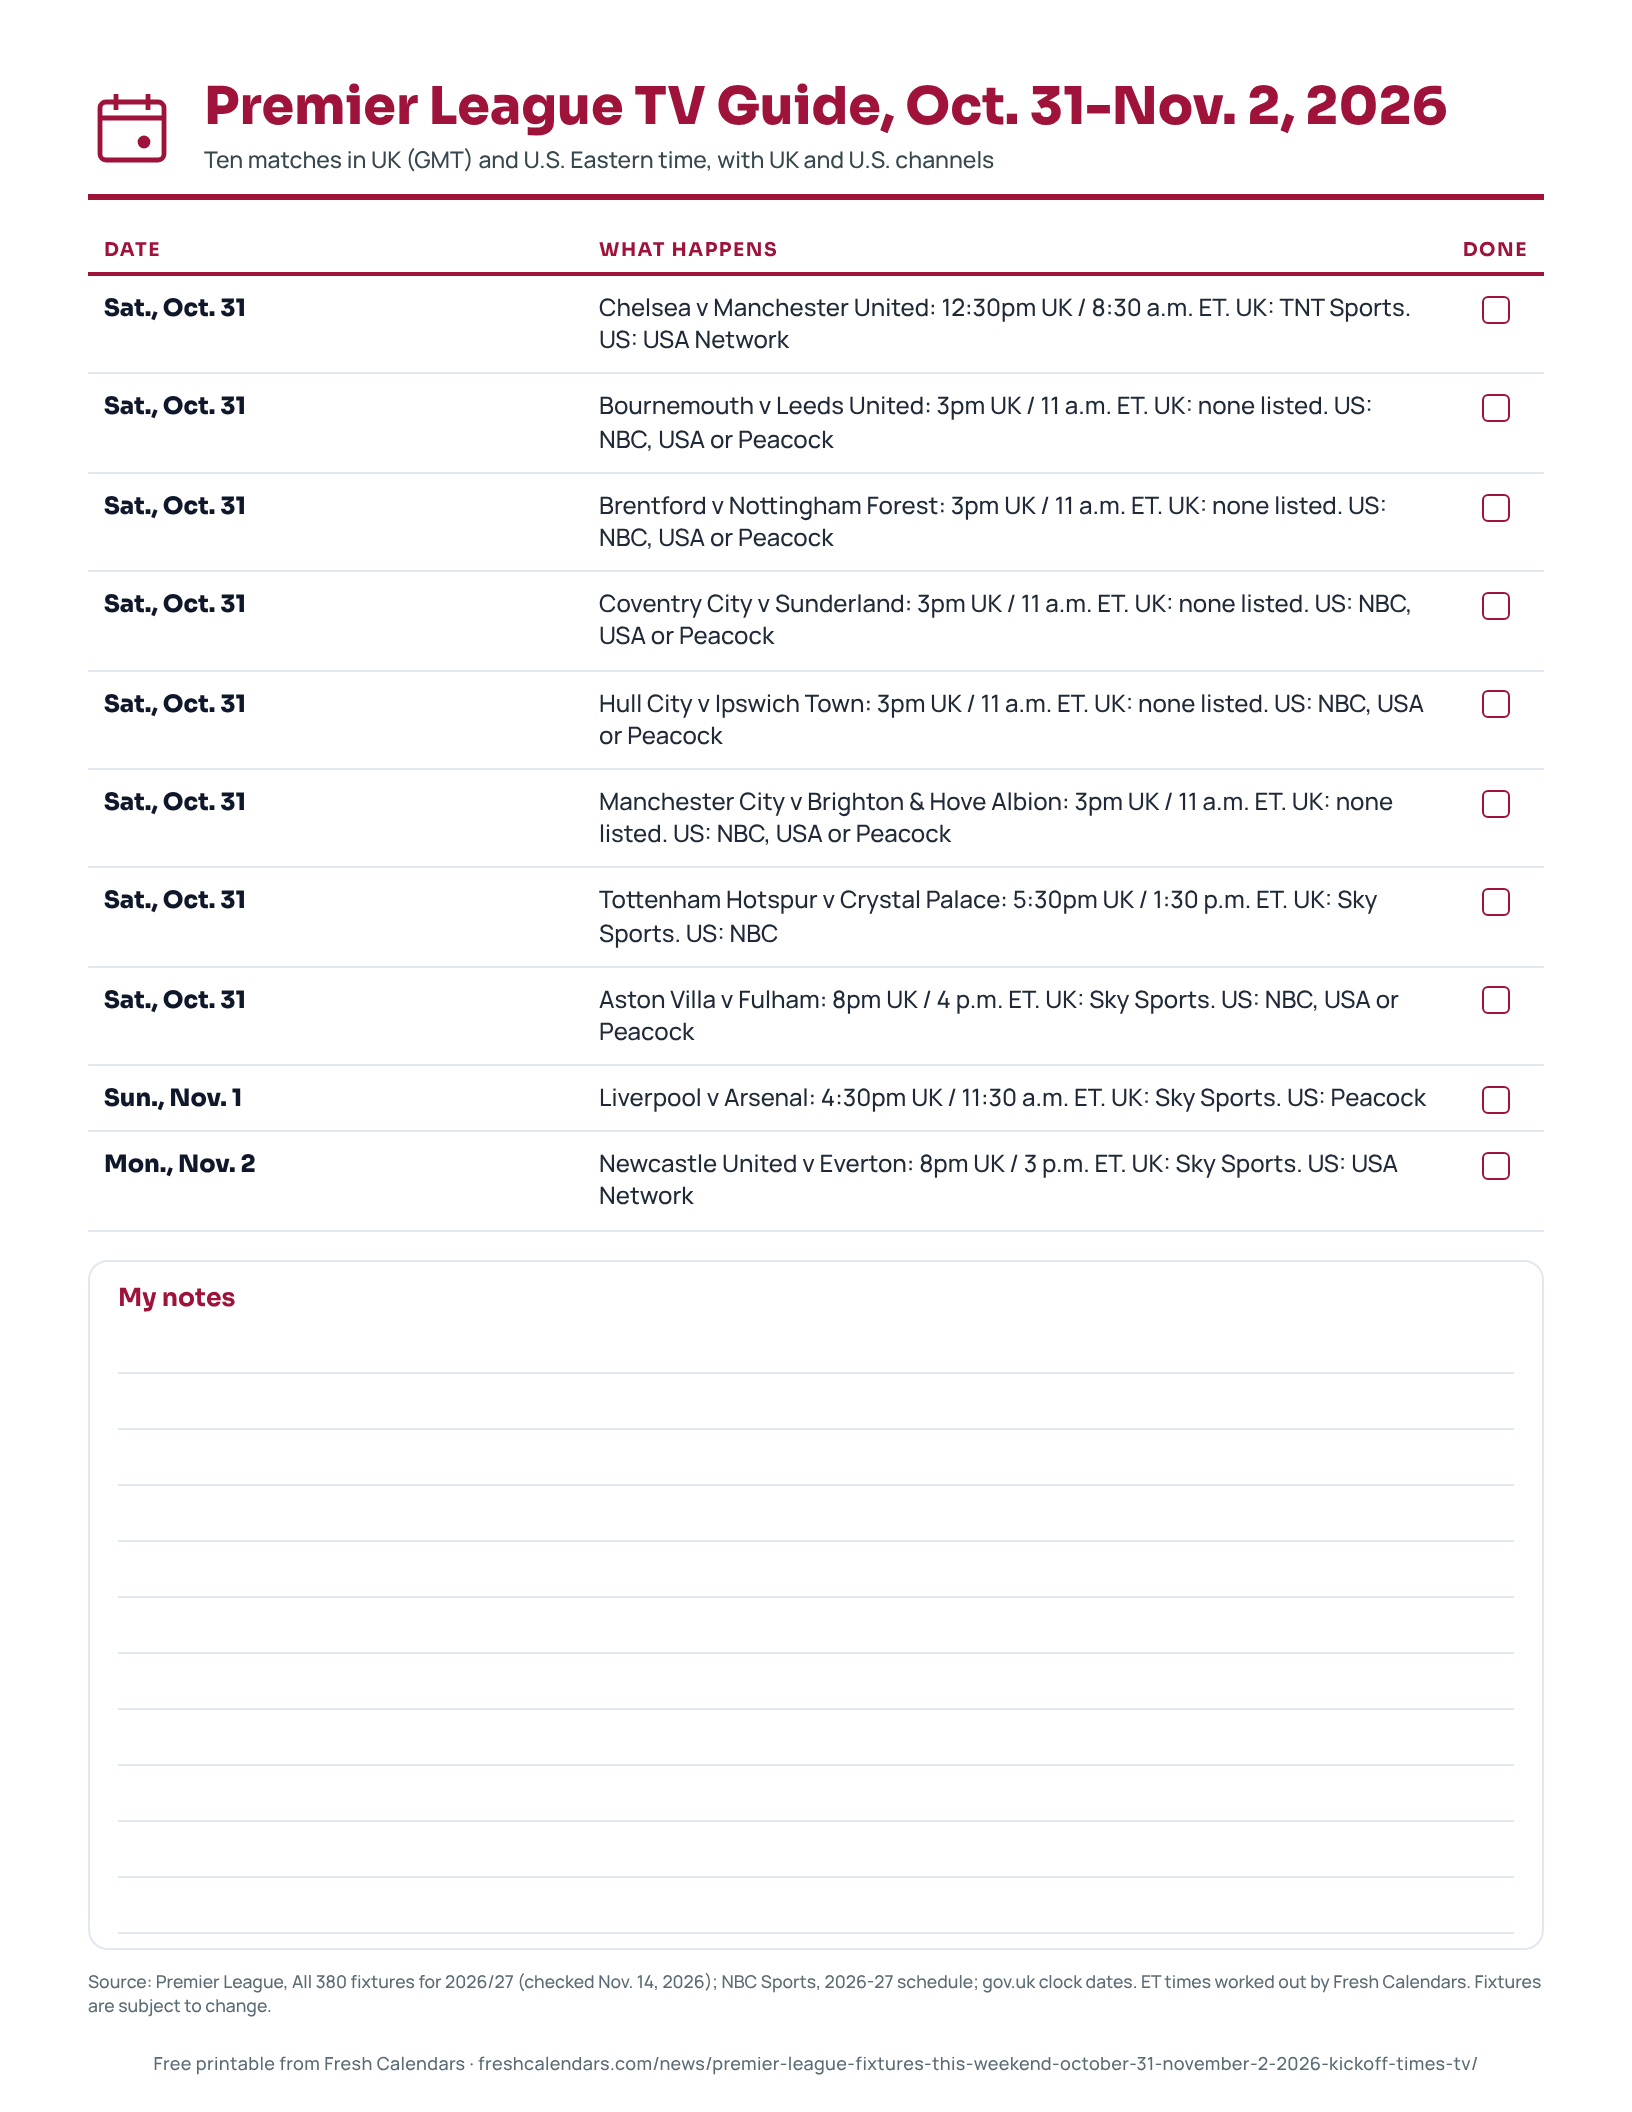 Premier League TV Guide, Oct. 31–Nov. 2, 2026
Ten matches in UK (GMT) and U.S. Eastern time, with UK and U.S. channels
DATE WHAT HAPPENS DONE
Sat., Oct. 31 Chelsea v Manchester United: 12:30pm UK / 8:30 a.m. ET. UK: TNT Sports.
US: USA Network
Sat., Oct. 31 Bournemouth v Leeds United: 3pm UK / 11 a.m. ET. UK: none listed. US:
NBC, USA or Peacock
Sat., Oct. 31 Brentford v Nottingham Forest: 3pm UK / 11 a.m. ET. UK: none listed. US:
NBC, USA or Peacock
Sat., Oct. 31 Coventry City v Sunderland: 3pm UK / 11 a.m. ET. UK: none listed. US: NBC,
USA or Peacock
Sat., Oct. 31 Hull City v Ipswich Town: 3pm UK / 11 a.m. ET. UK: none listed. US: NBC, USA
or Peacock
Sat., Oct. 31 Manchester City v Brighton & Hove Albion: 3pm UK / 11 a.m. ET. UK: none
listed. US: NBC, USA or Peacock
Sat., Oct. 31 Tottenham Hotspur v Crystal Palace: 5:30pm UK / 1:30 p.m. ET. UK: Sky
Sports. US: NBC
Sat., Oct. 31 Aston Villa v Fulham: 8pm UK / 4 p.m. ET. UK: Sky Sports. US: NBC, USA or
Peacock
Sun., Nov. 1 Liverpool v Arsenal: 4:30pm UK / 11:30 a.m. ET. UK: Sky Sports. US: Peacock
Mon., Nov. 2 Newcastle United v Everton: 8pm UK / 3 p.m. ET. UK: Sky Sports. US: USA
Network
My notes
Source: Premier League, All 380 fixtures for 2026/27 (checked Nov. 14, 2026); NBC Sports, 2026-27 schedule; gov.uk clock dates. ET times worked out by Fresh Calendars. Fixtures
are subject to change.
Free printable from Fresh Calendars · freshcalendars.com/news/premier-league-fixtures-this-weekend-october-31-november-2-2026-kickoff-times-tv/